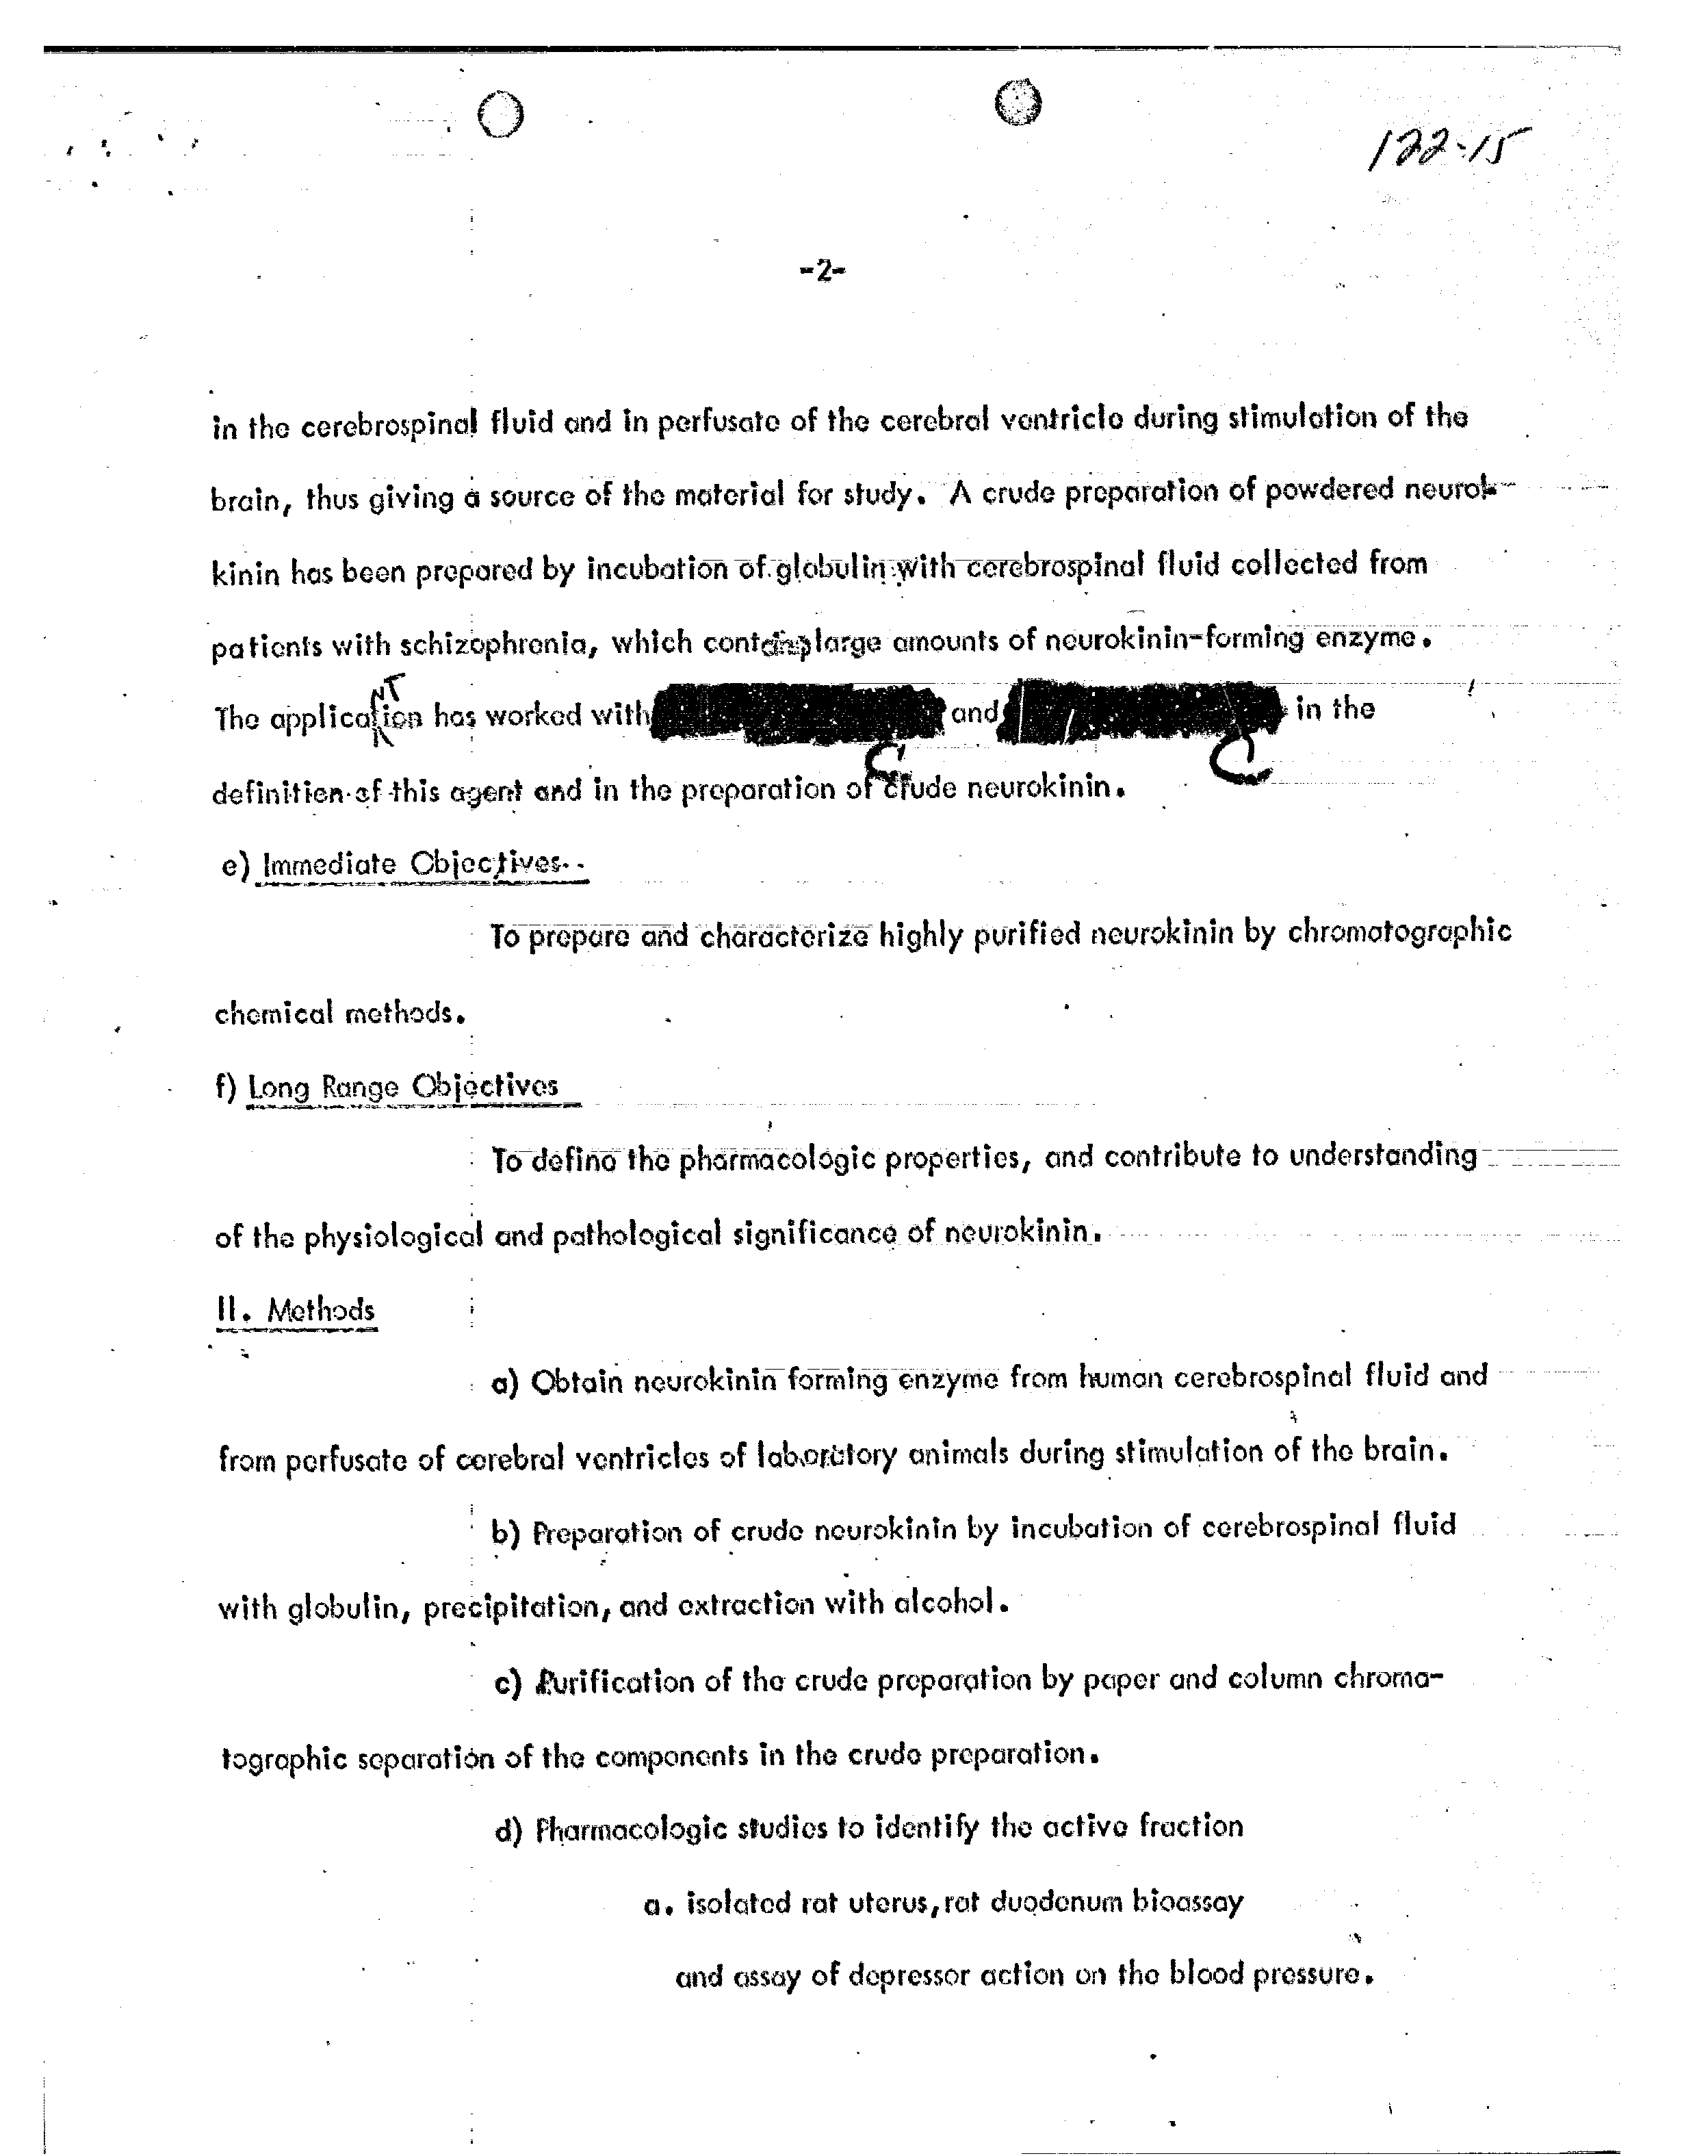 122-15
-2-
in the cerebrospinal fluid and in perfusate of the cerebral ventricle during stimulation of the
brain, thus giving a source of the material for study. A crude preparation of powdered neuro-
kinin has been prepared by incubation of globulin with cerebrospinal fluid collected from
patients with schizophrenia, which contains large amounts of neurokinin-forming enzyme.
NT
The application has worked with and in the
definition of this agent and in the preparation of crude neurokinin.
e) Immediate Objectives
To prepare and characterize highly purified neurokinin by chromatographic
chemical methods.
f) Long Range Objectives
To define the pharmacologic properties, and contribute to understanding
of the physiological and pathological significance of neurokinin.
II. Methods
a) Obtain neurokinin forming enzyme from human cerebrospinal fluid and
from perfusate of cerebral ventricles of laboratory animals during stimulation of the brain.
b) Preparation of crude neurokinin by incubation of cerebrospinal fluid
with globulin, precipitation, and extraction with alcohol.
c) Purification of the crude preparation by paper and column chroma-
tographic separation of the components in the crude preparation.
d) Pharmacologic studies to identify the active fraction
a. isolated rat uterus, rat duodenum bioassay
and assay of depressor action on the blood pressure.